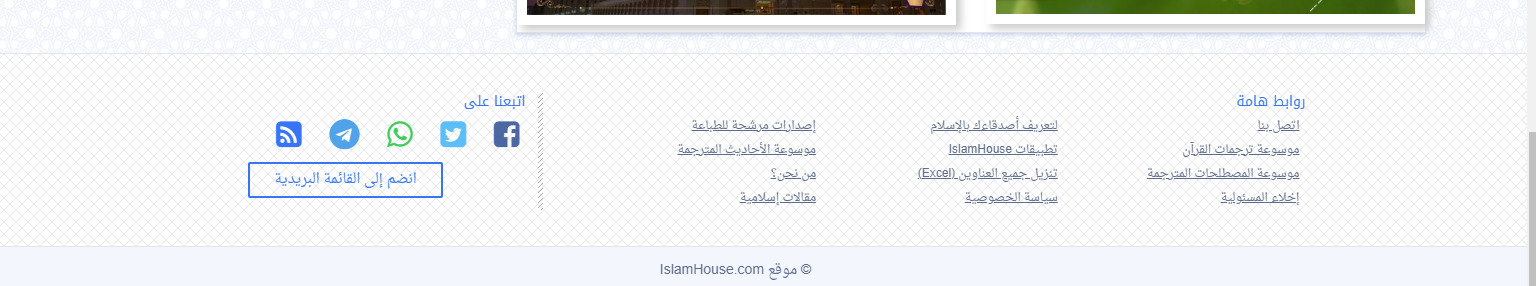 روابط هامة
اتصل بنا
موسوعة ترجمات القرآن
موسوعة المصطلحات المترجمة
إخلاء المسئولية
لتعريف أصدقاءك بالإسلام
تطبيقات IslamHouse
تنزيل جميع العناوين (Excel)
سياسة الخصوصية
إصدارات مرشحة للطباعة
موسوعة الأحاديث المترجمة
من نحن؟
مقالات إسلامية
اتبعنا على
انضم إلى القائمة البريدية
© موقع IslamHouse.com